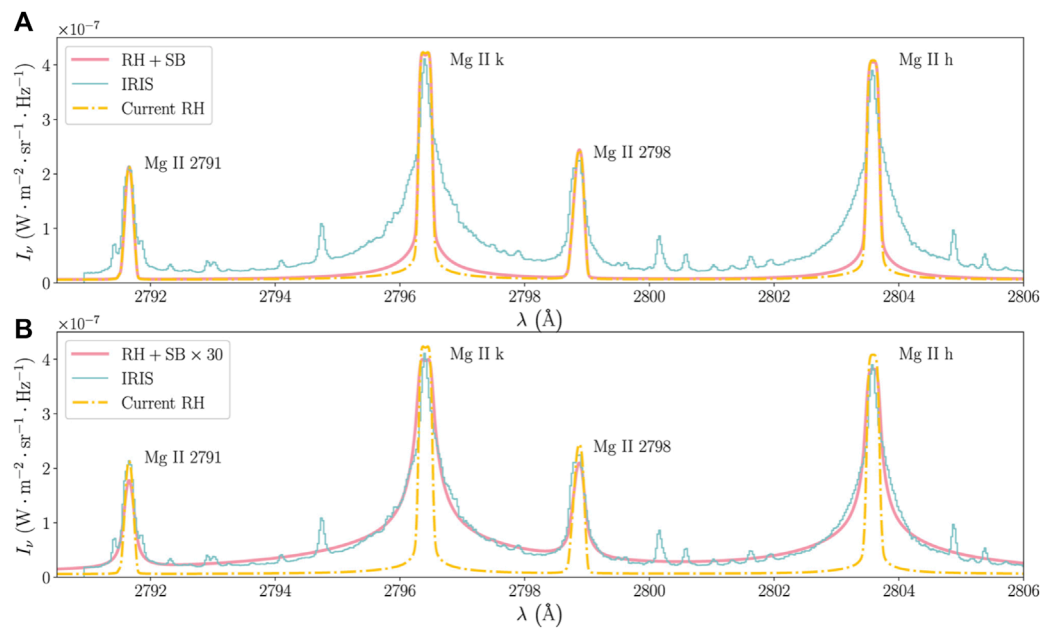 A
×10⁻⁷
RH + SB
IRIS
Current RH
Mg II k
Mg II h
Mg II 2791
Mg II 2798
I_ν (W · m⁻² · sr⁻¹ · Hz⁻¹)
4
3
2
1
0
2792 2794 2796 2798 2800 2802 2804 2806
λ (Å)
B
×10⁻⁷
RH + SB × 30
IRIS
Current RH
Mg II k
Mg II h
Mg II 2791
Mg II 2798
I_ν (W · m⁻² · sr⁻¹ · Hz⁻¹)
4
3
2
1
0
2792 2794 2796 2798 2800 2802 2804 2806
λ (Å)